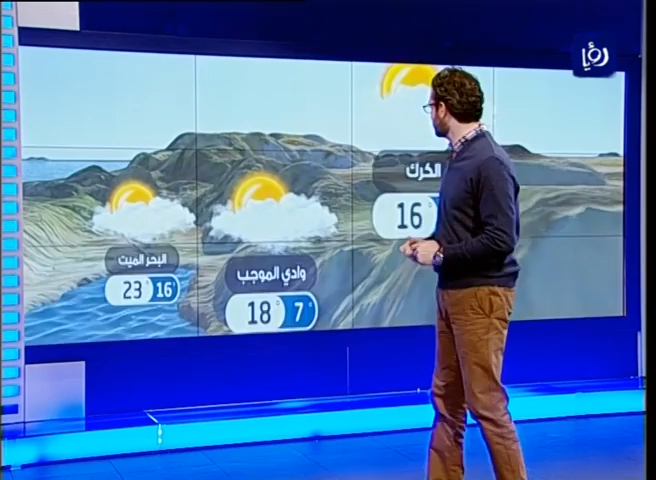 رؤيا
الكرك
16°
البحر الميت
23° 16°
وادي الموجب
18° 7°